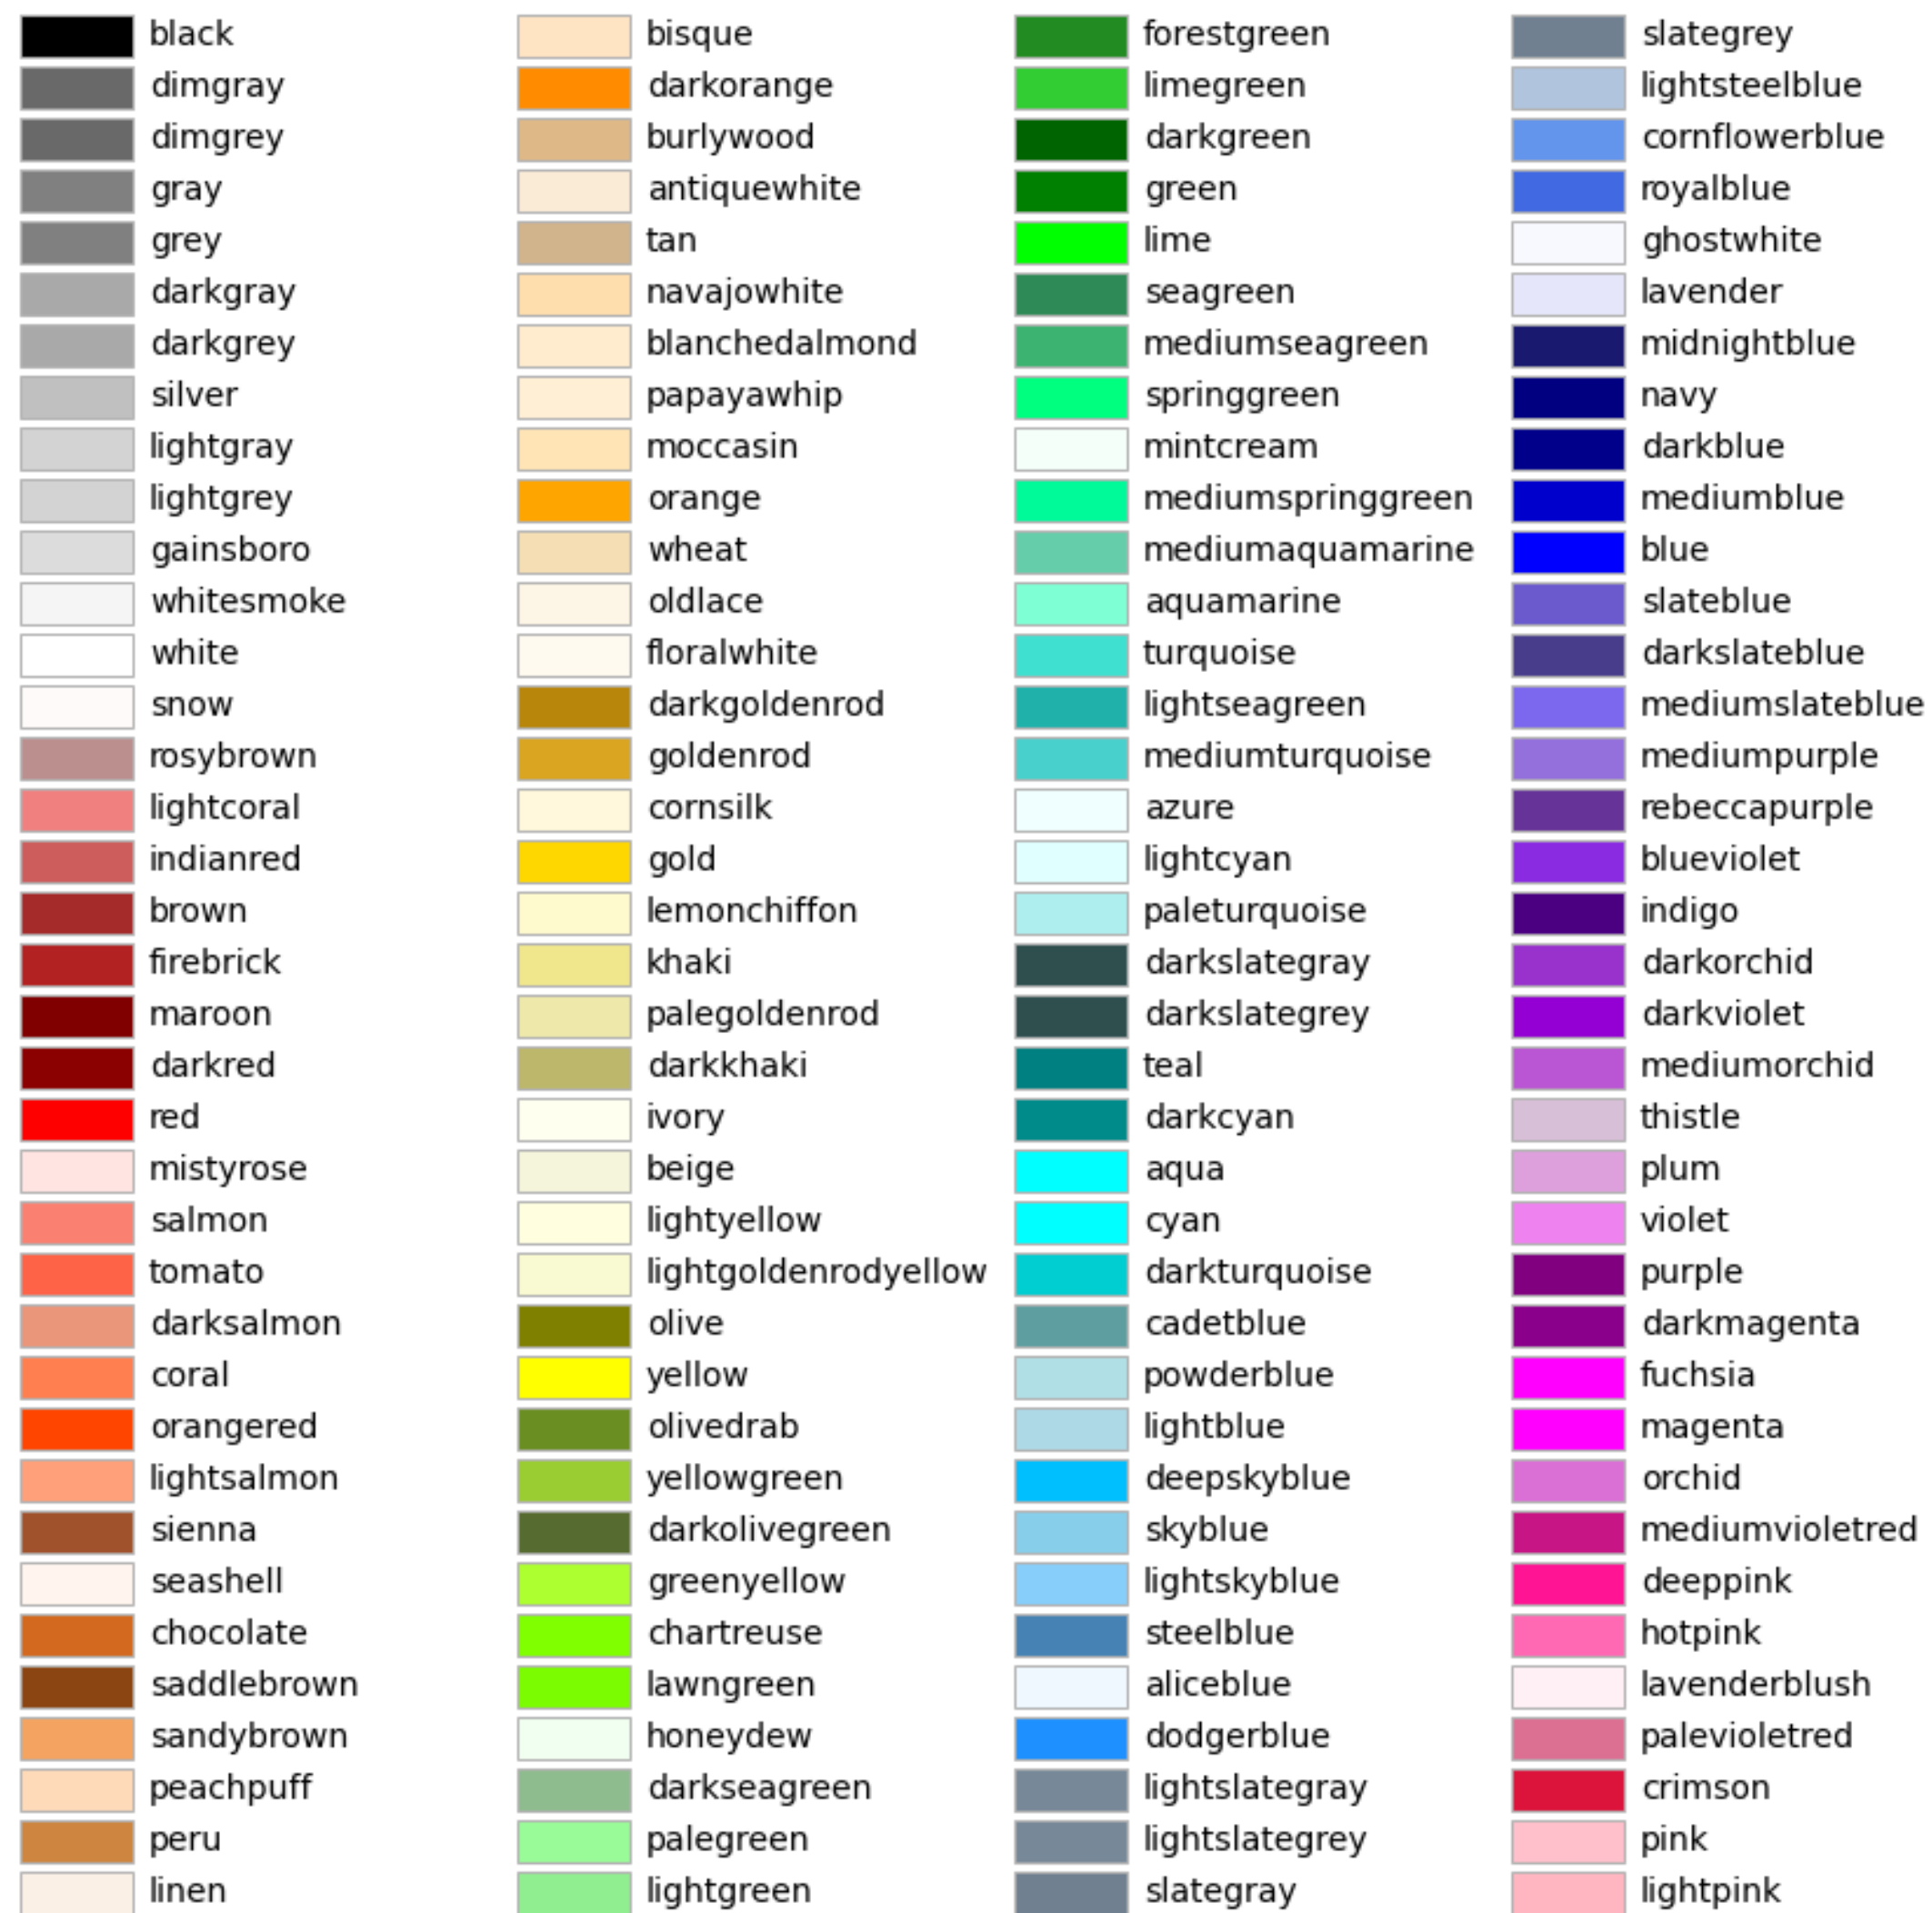 black
dimgray
dimgrey
gray
grey
darkgray
darkgrey
silver
lightgray
lightgrey
gainsboro
whitesmoke
white
snow
rosybrown
lightcoral
indianred
brown
firebrick
maroon
darkred
red
mistyrose
salmon
tomato
darksalmon
coral
orangered
lightsalmon
sienna
seashell
chocolate
saddlebrown
sandybrown
peachpuff
peru
linen
bisque
darkorange
burlywood
antiquewhite
tan
navajowhite
blanchedalmond
papayawhip
moccasin
orange
wheat
oldlace
floralwhite
darkgoldenrod
goldenrod
cornsilk
gold
lemonchiffon
khaki
palegoldenrod
darkkhaki
ivory
beige
lightyellow
lightgoldenrodyellow
olive
yellow
olivedrab
yellowgreen
darkolivegreen
greenyellow
chartreuse
lawngreen
honeydew
darkseagreen
palegreen
lightgreen
forestgreen
limegreen
darkgreen
green
lime
seagreen
mediumseagreen
springgreen
mintcream
mediumspringgreen
mediumaquamarine
aquamarine
turquoise
lightseagreen
mediumturquoise
azure
lightcyan
paleturquoise
darkslategray
darkslategrey
teal
darkcyan
aqua
cyan
darkturquoise
cadetblue
powderblue
lightblue
deepskyblue
skyblue
lightskyblue
steelblue
aliceblue
dodgerblue
lightslategray
lightslategrey
slategray
slategrey
lightsteelblue
cornflowerblue
royalblue
ghostwhite
lavender
midnightblue
navy
darkblue
mediumblue
blue
slateblue
darkslateblue
mediumslateblue
mediumpurple
rebeccapurple
blueviolet
indigo
darkorchid
darkviolet
mediumorchid
thistle
plum
violet
purple
darkmagenta
fuchsia
magenta
orchid
mediumvioletred
deeppink
hotpink
lavenderblush
palevioletred
crimson
pink
lightpink